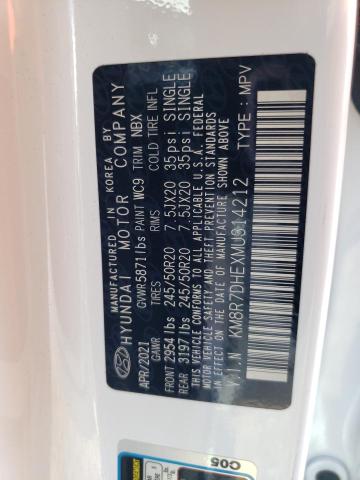 MANUFACTURED IN KOREA BY
HYUNDAI MOTOR COMPANY
APR/2021 GVWR 5871 lbs PAINT WC9 TRIM NBX
GAWR TIRES RIMS COLD TIRE INFL
FRONT 2954 lbs 245/50R20 7.5JX20 35psi SINGLE
REAR 3197 lbs 245/50R20 7.5JX20 35psi SINGLE
THIS VEHICLE CONFORMS TO ALL APPLICABLE U.S.A. FEDERAL
MOTOR VEHICLE SAFETY, BUMPER, AND THEFT PREVENTION STANDARDS
IN EFFECT ON THE DATE OF MANUFACTURE SHOWN ABOVE
V.I.N TYPE: MPV
C05